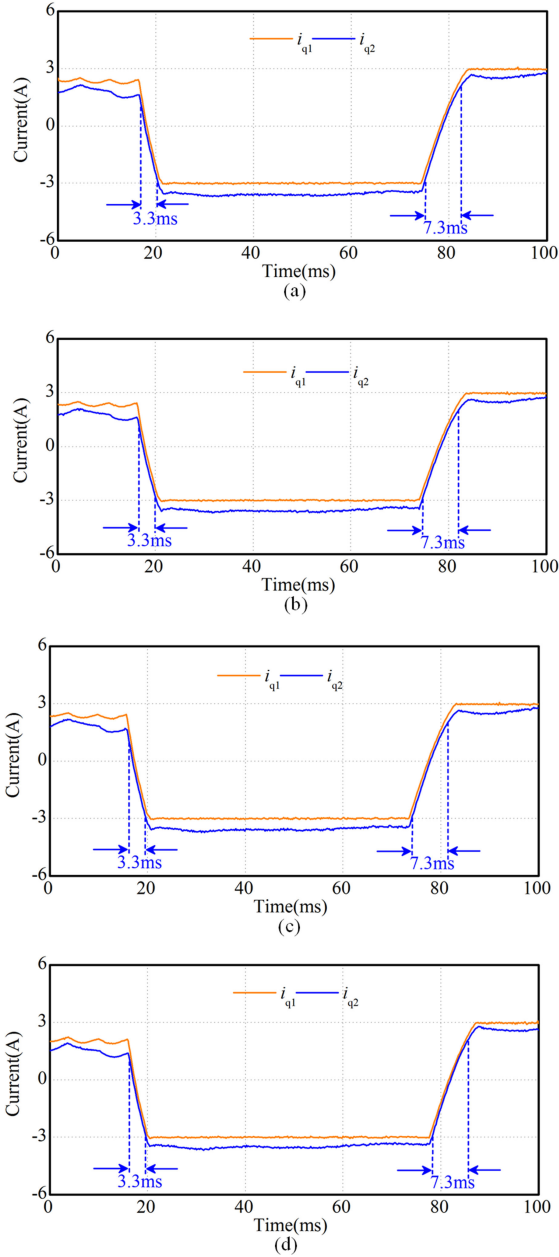 6
i_q1 i_q2
3
Current(A)
0
-3
3.3ms
7.3ms
-6
0 20 40 60 80 100
Time(ms)
(a)
6
i_q1 i_q2
3
Current(A)
0
-3
3.3ms
7.3ms
-6
0 20 40 60 80 100
Time(ms)
(b)
6
i_q1 i_q2
3
Current(A)
0
-3
3.3ms
7.3ms
-6
0 20 40 60 80 100
Time(ms)
(c)
6
i_q1 i_q2
3
Current(A)
0
-3
3.3ms
7.3ms
-6
0 20 40 60 80 100
Time(ms)
(d)